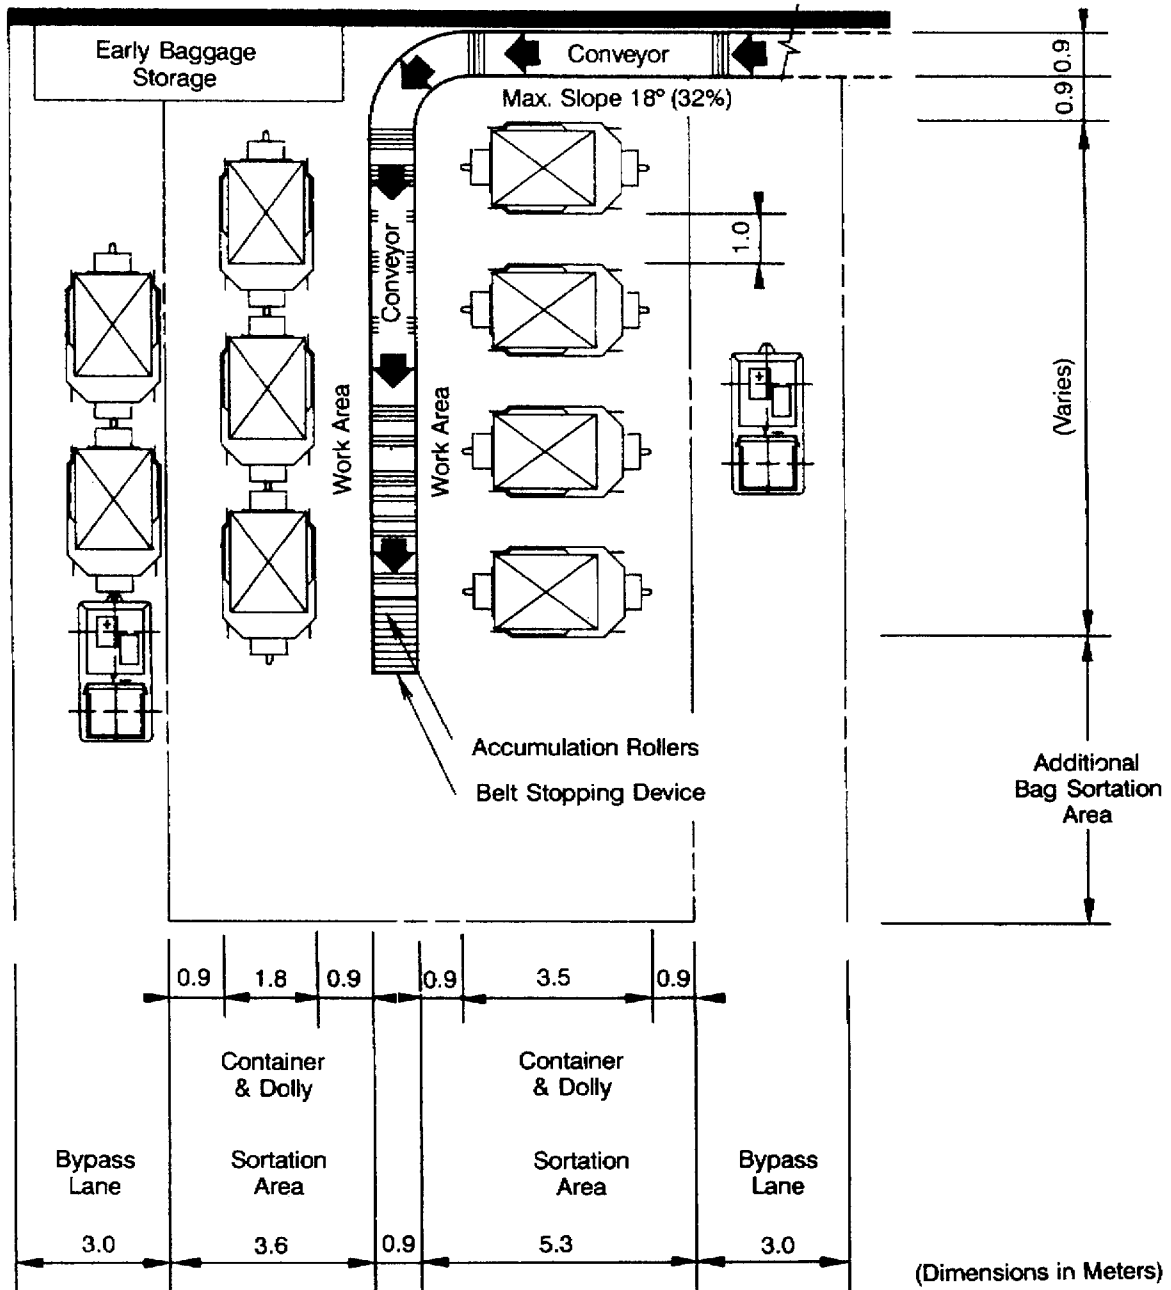 Early Baggage
Storage
Conveyor
Max. Slope 18º (32%)
0.9
0.9
1.0
Conveyor
(Varies)
Work Area
Work Area
Accumulation Rollers
Belt Stopping Device
Additional
Bag Sortation
Area
0.9
1.8
0.9
0.9
3.5
0.9
Container
& Dolly
Container
& Dolly
Bypass
Lane
Sortation
Area
Sortation
Area
Bypass
Lane
3.0
3.6
0.9
5.3
3.0
(Dimensions in Meters)